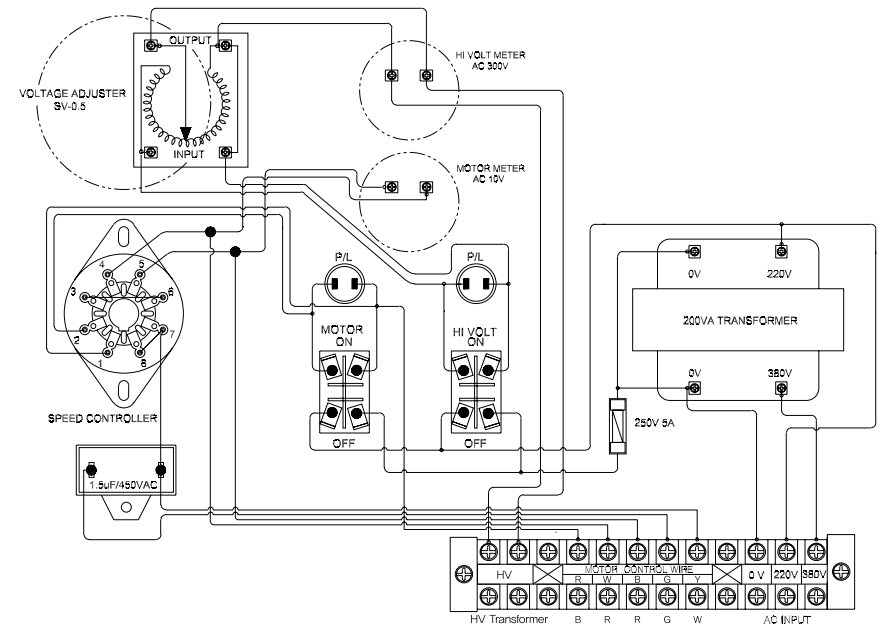 OUTPUT
HI VOLT METER
AC 300V
VOLTAGE ADJUSTER
SV-0.5
INPUT
MOTOR METER
AC 10V
P/L
P/L
4
5
3
6
2
7
1
8
0V
220V
200VA TRANSFORMER
0V
380V
MOTOR
ON
HI VOLT
ON
SPEED CONTROLLER
250V 5A
OFF
OFF
1.5uF/450VAC
HV
MOTOR CONTROL WIRE
R W B G Y
0 V 220V 380V
B R R G W
HV Transformer
AC INPUT